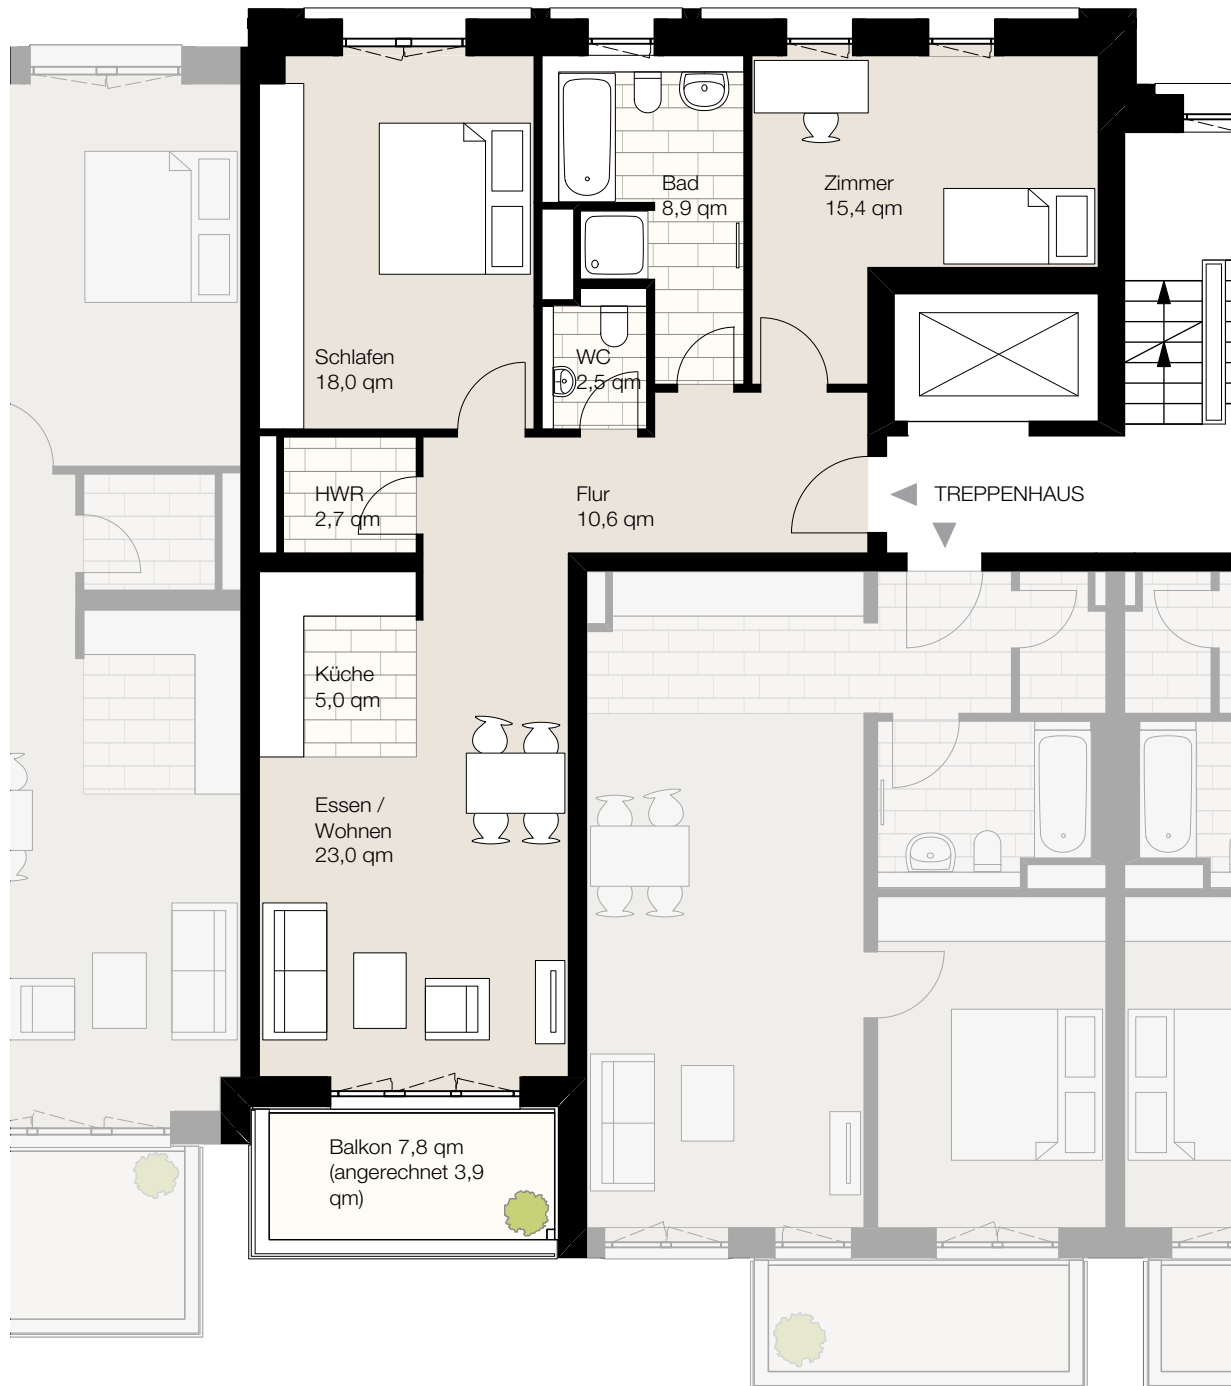 Bad
8,9 qm
Zimmer
15,4 qm
Schlafen
18,0 qm
WC
2,5 qm
HWR
2,7 qm
Flur
10,6 qm
TREPPENHAUS
Küche
5,0 qm
Essen /
Wohnen
23,0 qm
Balkon 7,8 qm
(angerechnet 3,9
qm)